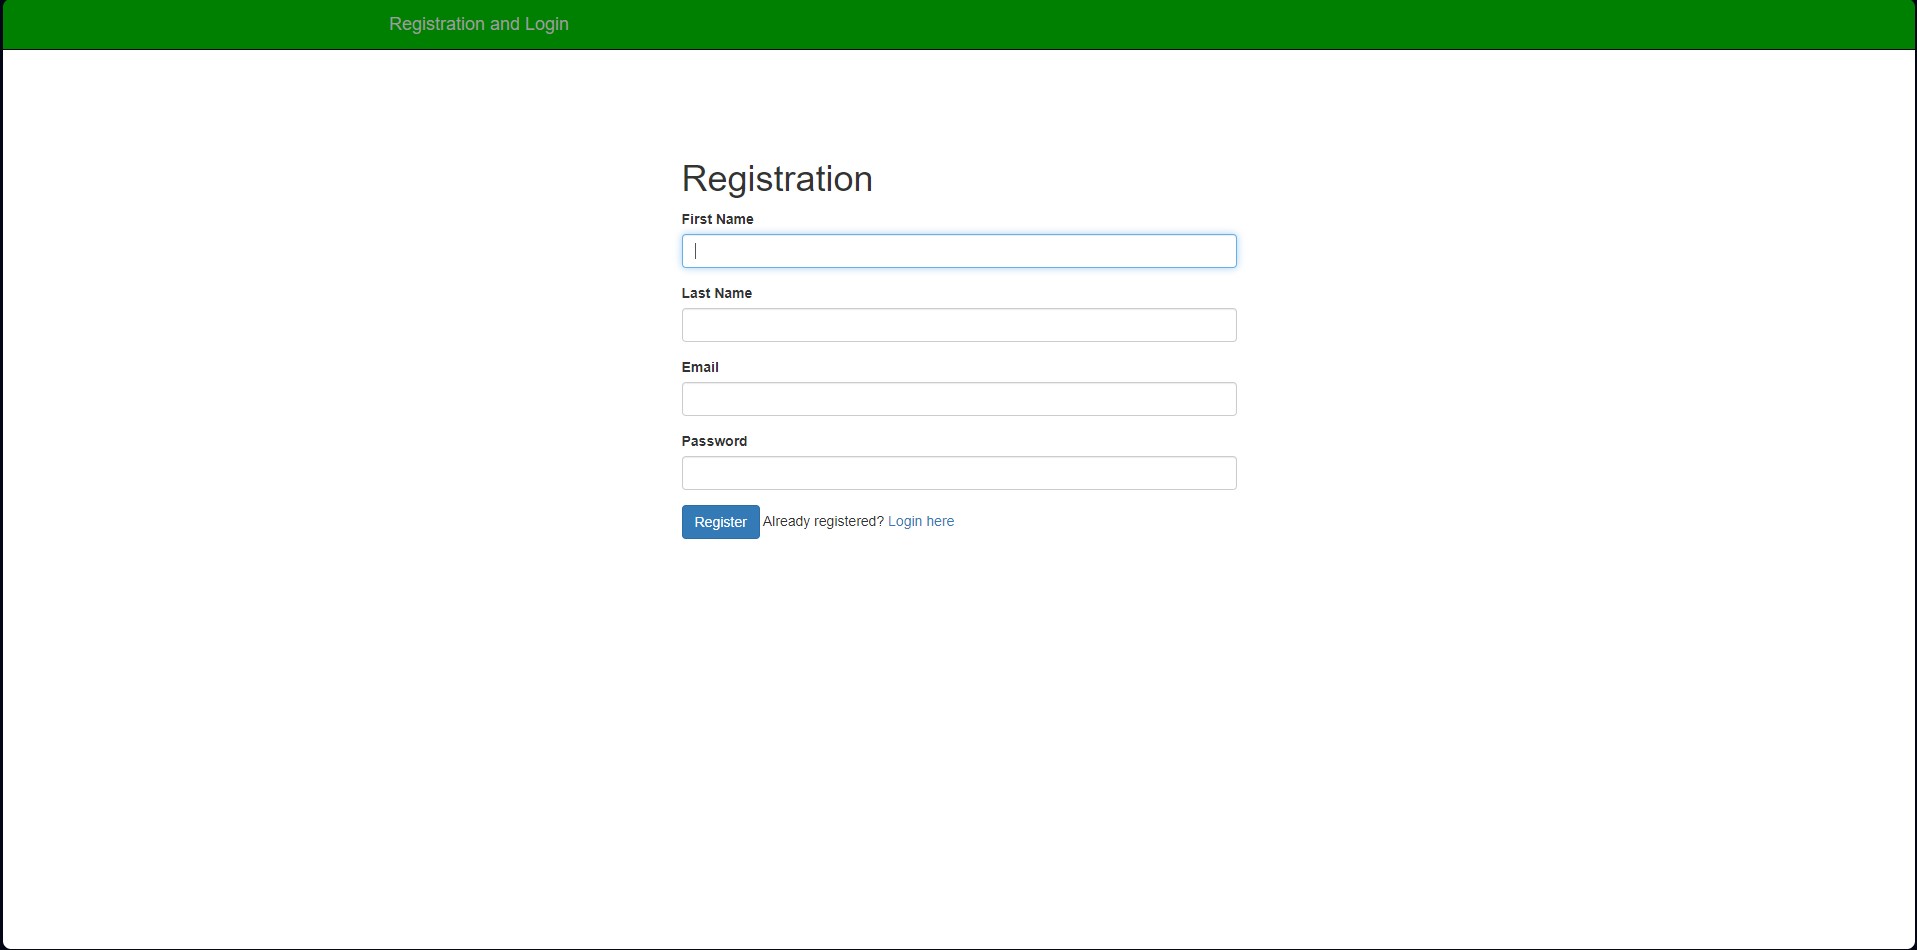 Registration and Login
Registration
First Name
Last Name
Email
Password
Register Already registered? Login here